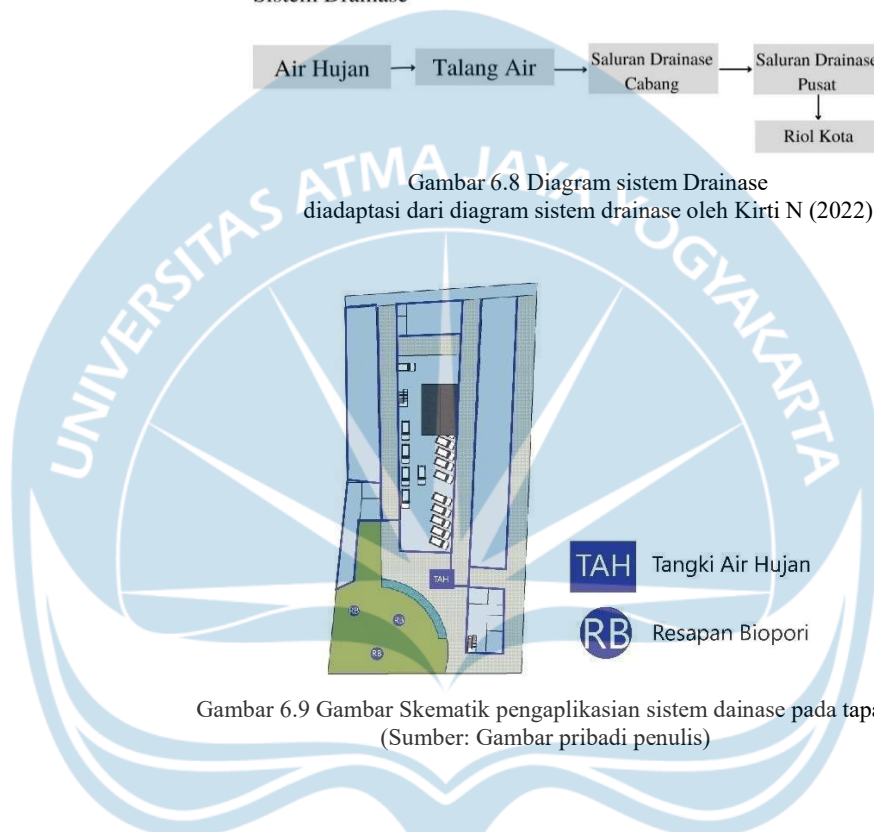 Sistem Drainase
Air Hujan
Talang Air
Saluran Drainase
Cabang
Saluran Drainase
Pusat
Riol Kota
UNIVERSITAS ATMA JAYA YOGYAKARTA
Gambar 6.8 Diagram sistem Drainase
diadaptasi dari diagram sistem drainase oleh Kirti N (2022)
TAH
RB
RB
RB
TAH Tangki Air Hujan
RB Resapan Biopori
Gambar 6.9 Gambar Skematik pengaplikasian sistem dainase pada tapa
(Sumber: Gambar pribadi penulis)